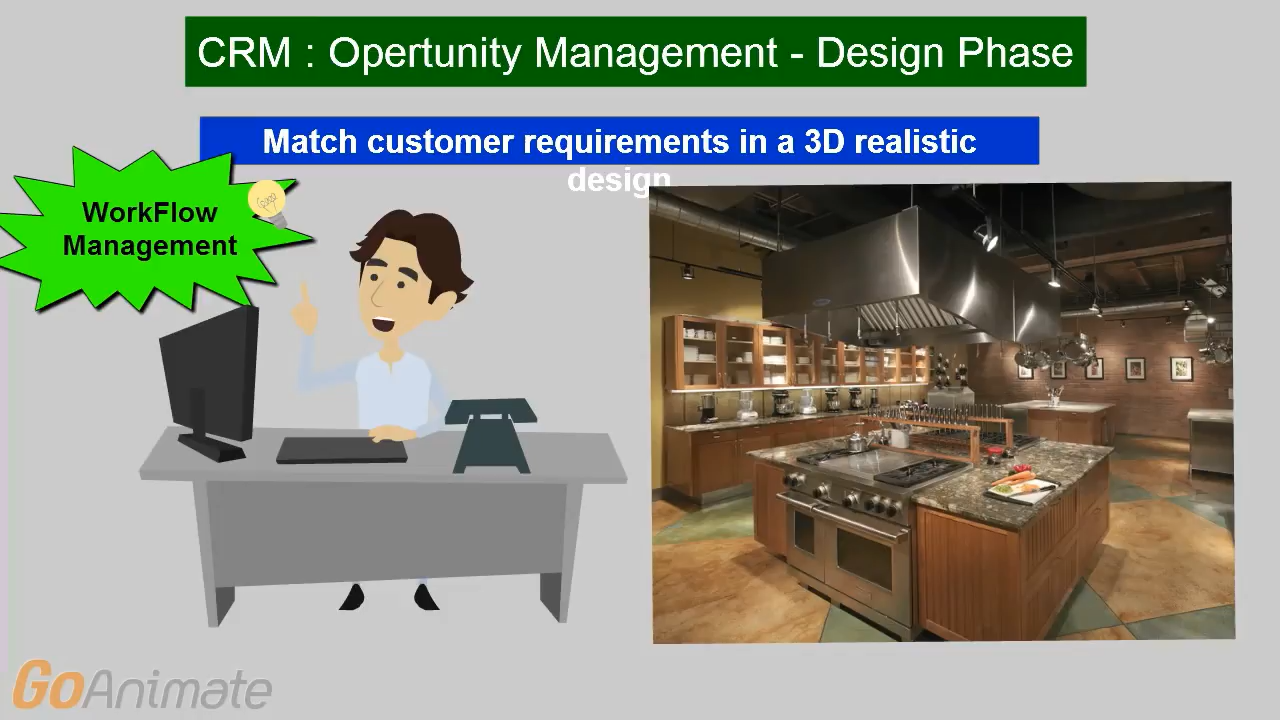 CRM : Opertunity Management - Design Phase
Match customer requirements in a 3D realistic
design
WorkFlow
Management
GoAnimate